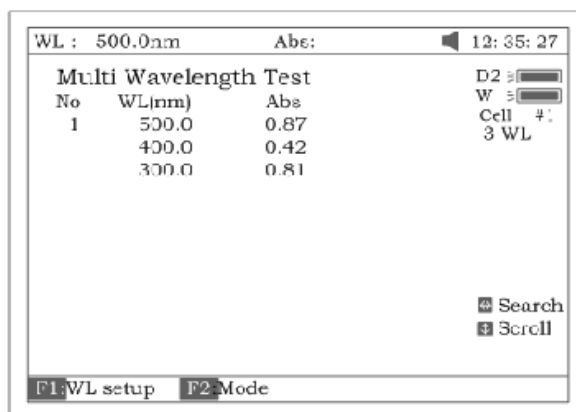 WL : 500.0nm Abs: 12: 35: 27
Multi Wavelength Test
D2
No WL(nm) Abs
W
1 500.0 0.87
Cell #1
400.0 0.42
3 WL
300.0 0.81
Search
Scroll
F1:WL setup F2:Mode